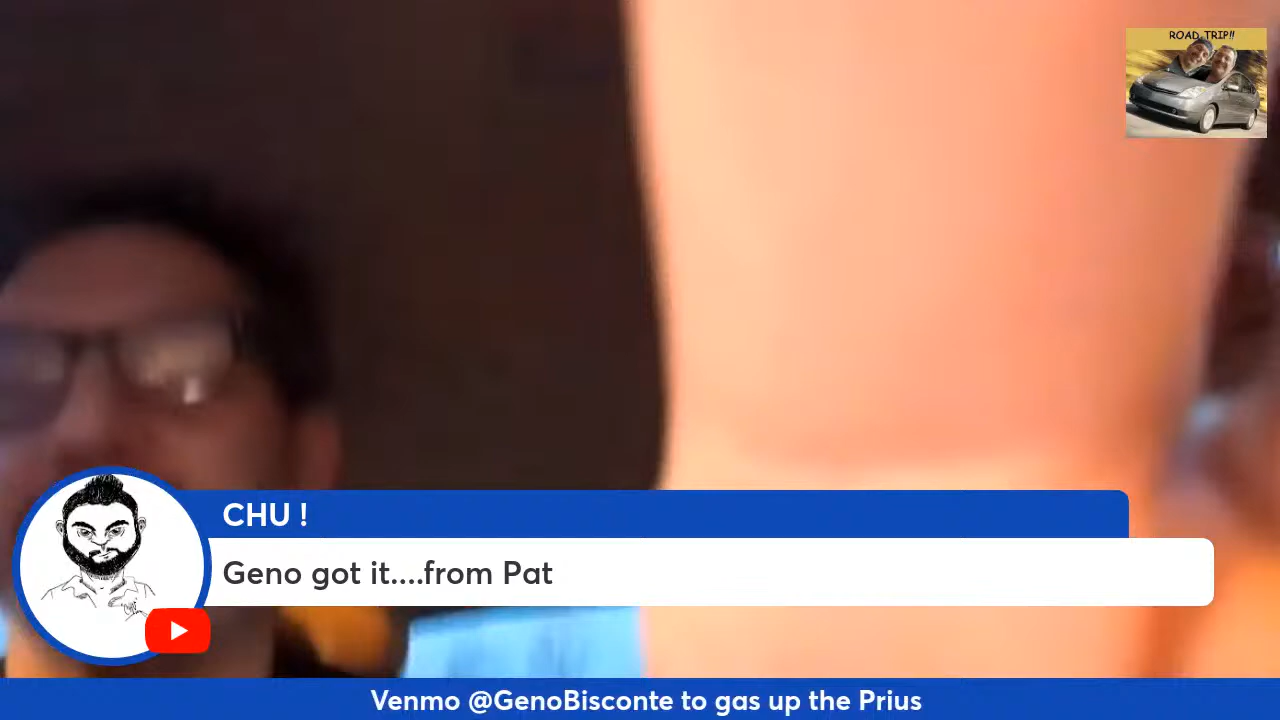 ROAD TRIP!!
CHU !
Geno got it....from Pat
Venmo @GenoBisconte to gas up the Prius